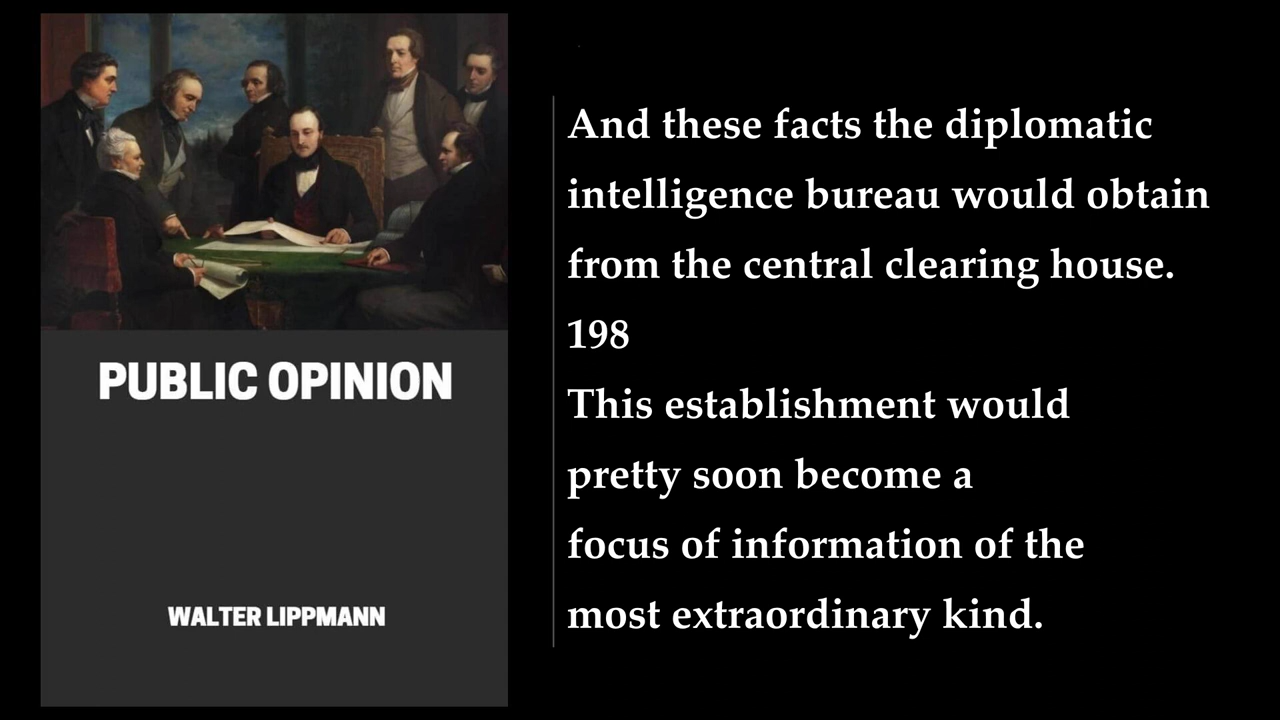 PUBLIC OPINION
WALTER LIPPMANN
And these facts the diplomatic
intelligence bureau would obtain
from the central clearing house.
198
This establishment would
pretty soon become a
focus of information of the
most extraordinary kind.